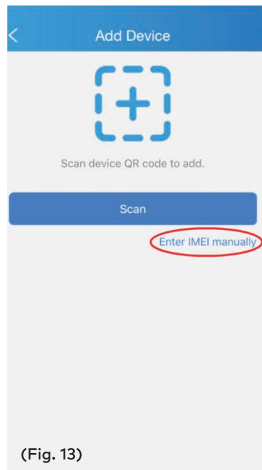 Add Device
Scan device QR code to add.
Scan
Enter IMEI manually
(Fig. 13)